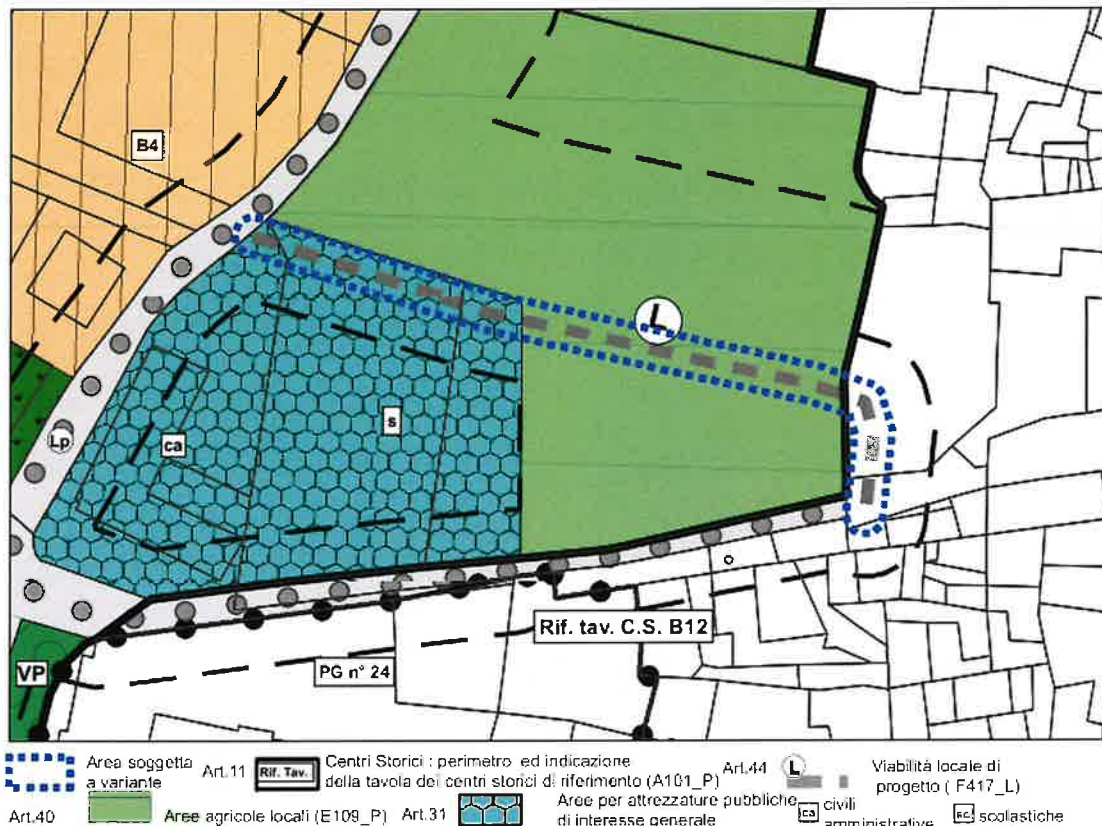 B4
L
Lp
ca
s
Rif. tav. C.S. B12
VP
PG n° 24
Area soggetta
a variante
Art.11
Rif. Tav.
Centri Storici : perimetro ed indicazione
della tavola dei centri storici di riferimento (A101_P)
Art.44
L
Viabilità locale di
progetto ( F417_L)
Art.40
Aree agricole locali (E109_P)
Art.31
Aree per attrezzature pubbliche
di interesse generale
ca
civili
amministrative
sc
scolastiche